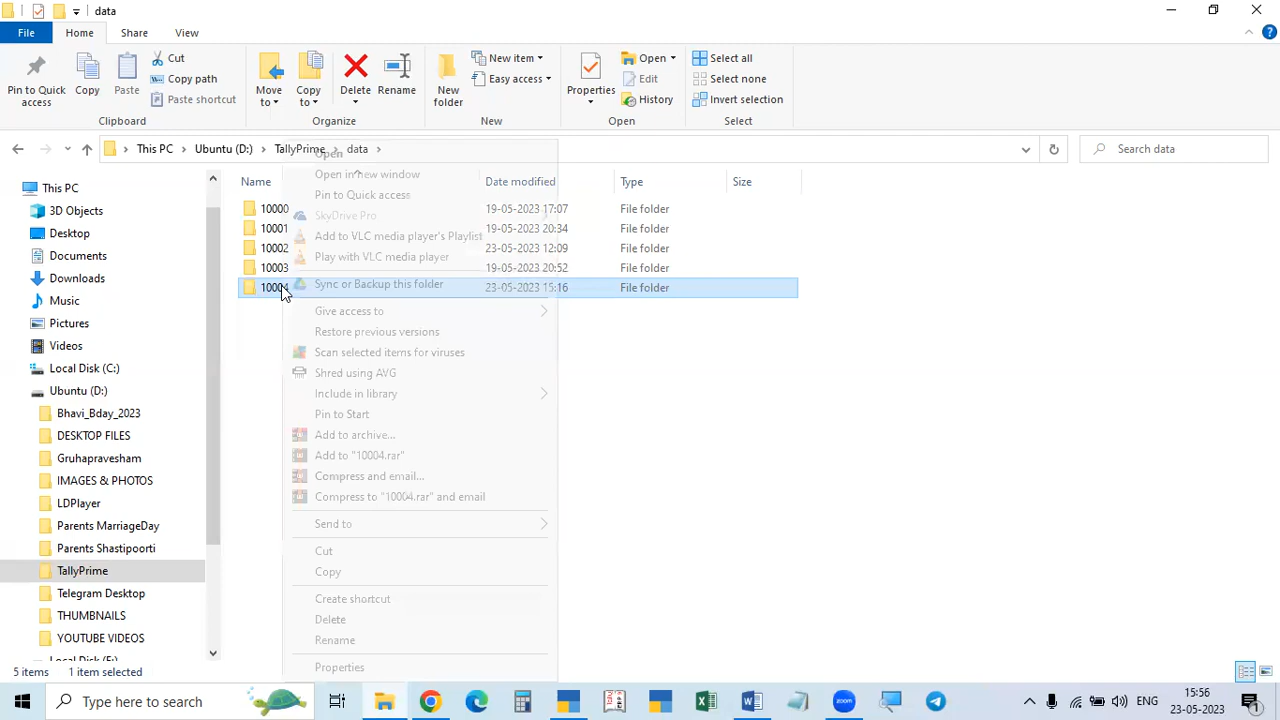 data
File Home Share View
Pin to Quick access
Copy
Paste
Cut
Copy path
Paste shortcut
Clipboard
Move to
Copy to
Delete
Rename
Organize
New folder
New item
Easy access
New
Properties
Open
Edit
History
Open
Select all
Select none
Invert selection
Select
This PC Ubuntu (D:) TallyPrime data
Search data
Name Date modified Type Size
10000 19-05-2023 17:07 File folder
10001 19-05-2023 20:34 File folder
10002 23-05-2023 12:09 File folder
10003 19-05-2023 20:52 File folder
10004 23-05-2023 15:16 File folder
This PC
3D Objects
Desktop
Documents
Downloads
Music
Pictures
Videos
Local Disk (C:)
Ubuntu (D:)
Bhavi_Bday_2023
DESKTOP FILES
Gruhapravesham
IMAGES & PHOTOS
LDPlayer
Parents MarriageDay
Parents Shastipoorti
TallyPrime
Telegram Desktop
THUMBNAILS
YOUTUBE VIDEOS
Open
Open in new window
Pin to Quick access
SkyDrive Pro
Add to VLC media player's Playlist
Play with VLC media player
Sync or Backup this folder
Give access to
Restore previous versions
Scan selected items for viruses
Shred using AVG
Include in library
Pin to Start
Add to archive...
Add to "10004.rar"
Compress and email...
Compress to "10004.rar" and email
Send to
Cut
Copy
Create shortcut
Delete
Rename
Properties
5 items 1 item selected
Type here to search
zoom
ENG
15:56
23-05-2023
1